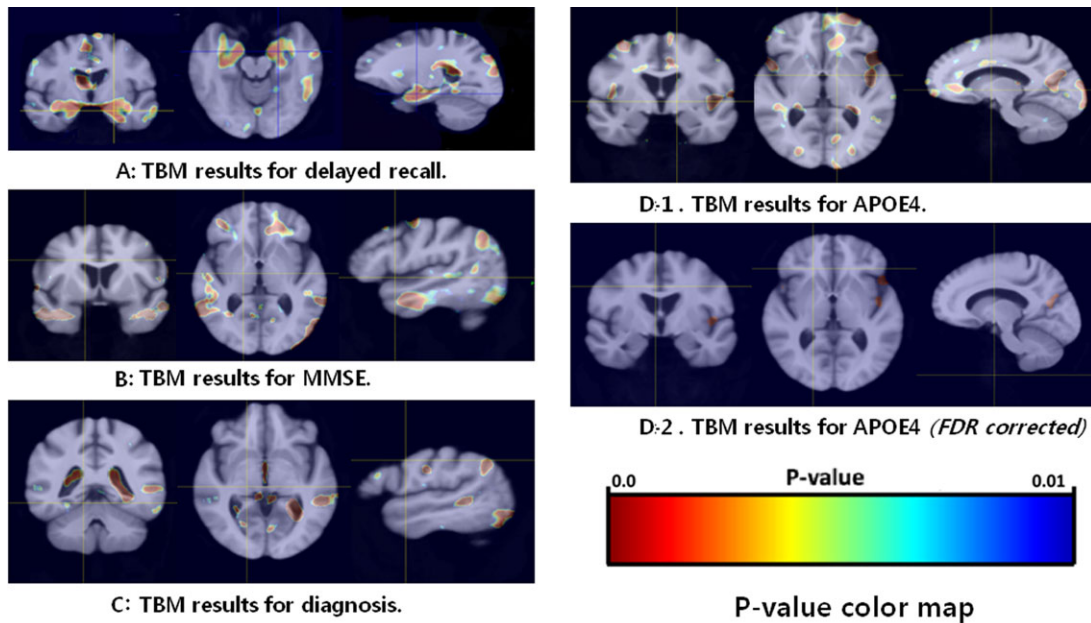 A: TBM results for delayed recall.
B: TBM results for MMSE.
C: TBM results for diagnosis.
D-1 . TBM results for APOE4.
D-2 . TBM results for APOE4 (FDR corrected)
0.0 P-value 0.01
P-value color map